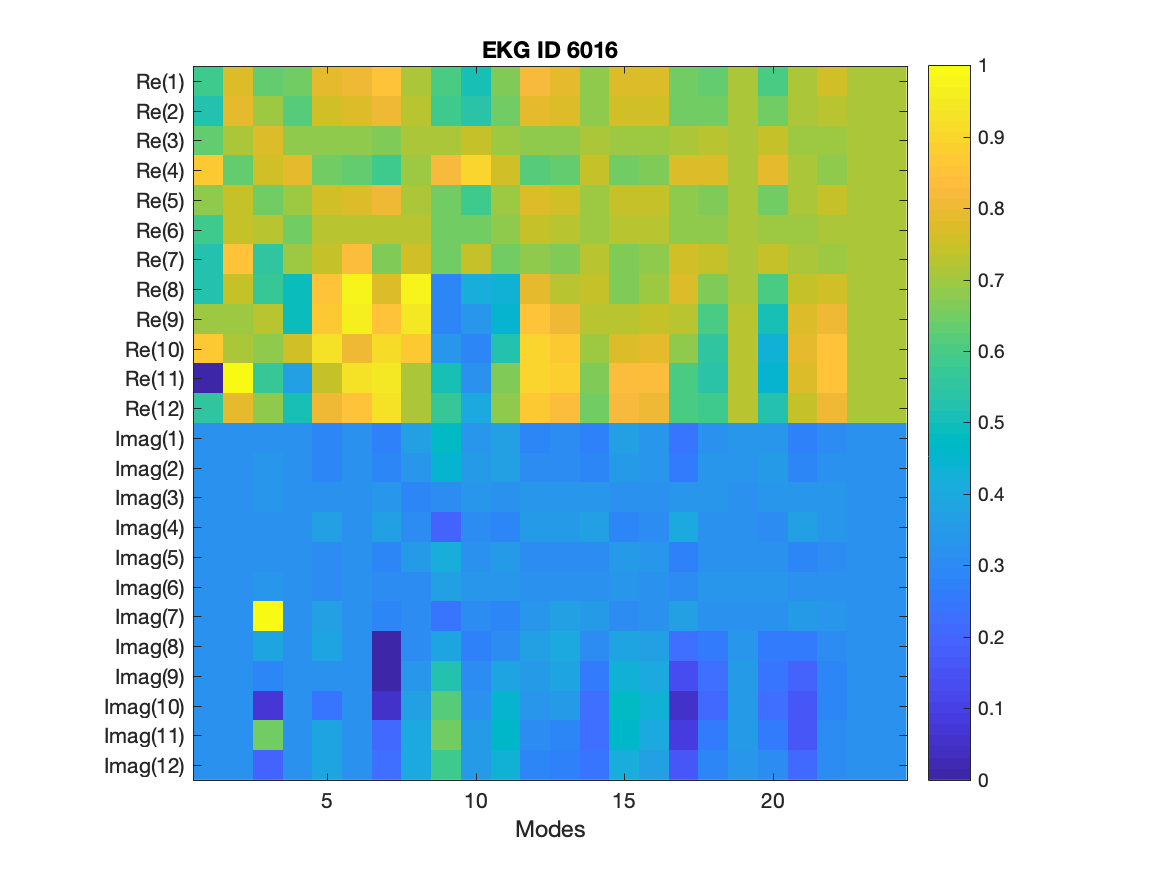 EKG ID 6016
Re(1)
Re(2)
Re(3)
Re(4)
Re(5)
Re(6)
Re(7)
Re(8)
Re(9)
Re(10)
Re(11)
Re(12)
Imag(1)
Imag(2)
Imag(3)
Imag(4)
Imag(5)
Imag(6)
Imag(7)
Imag(8)
Imag(9)
Imag(10)
Imag(11)
Imag(12)
5 10 15 20
Modes
1
0.9
0.8
0.7
0.6
0.5
0.4
0.3
0.2
0.1
0